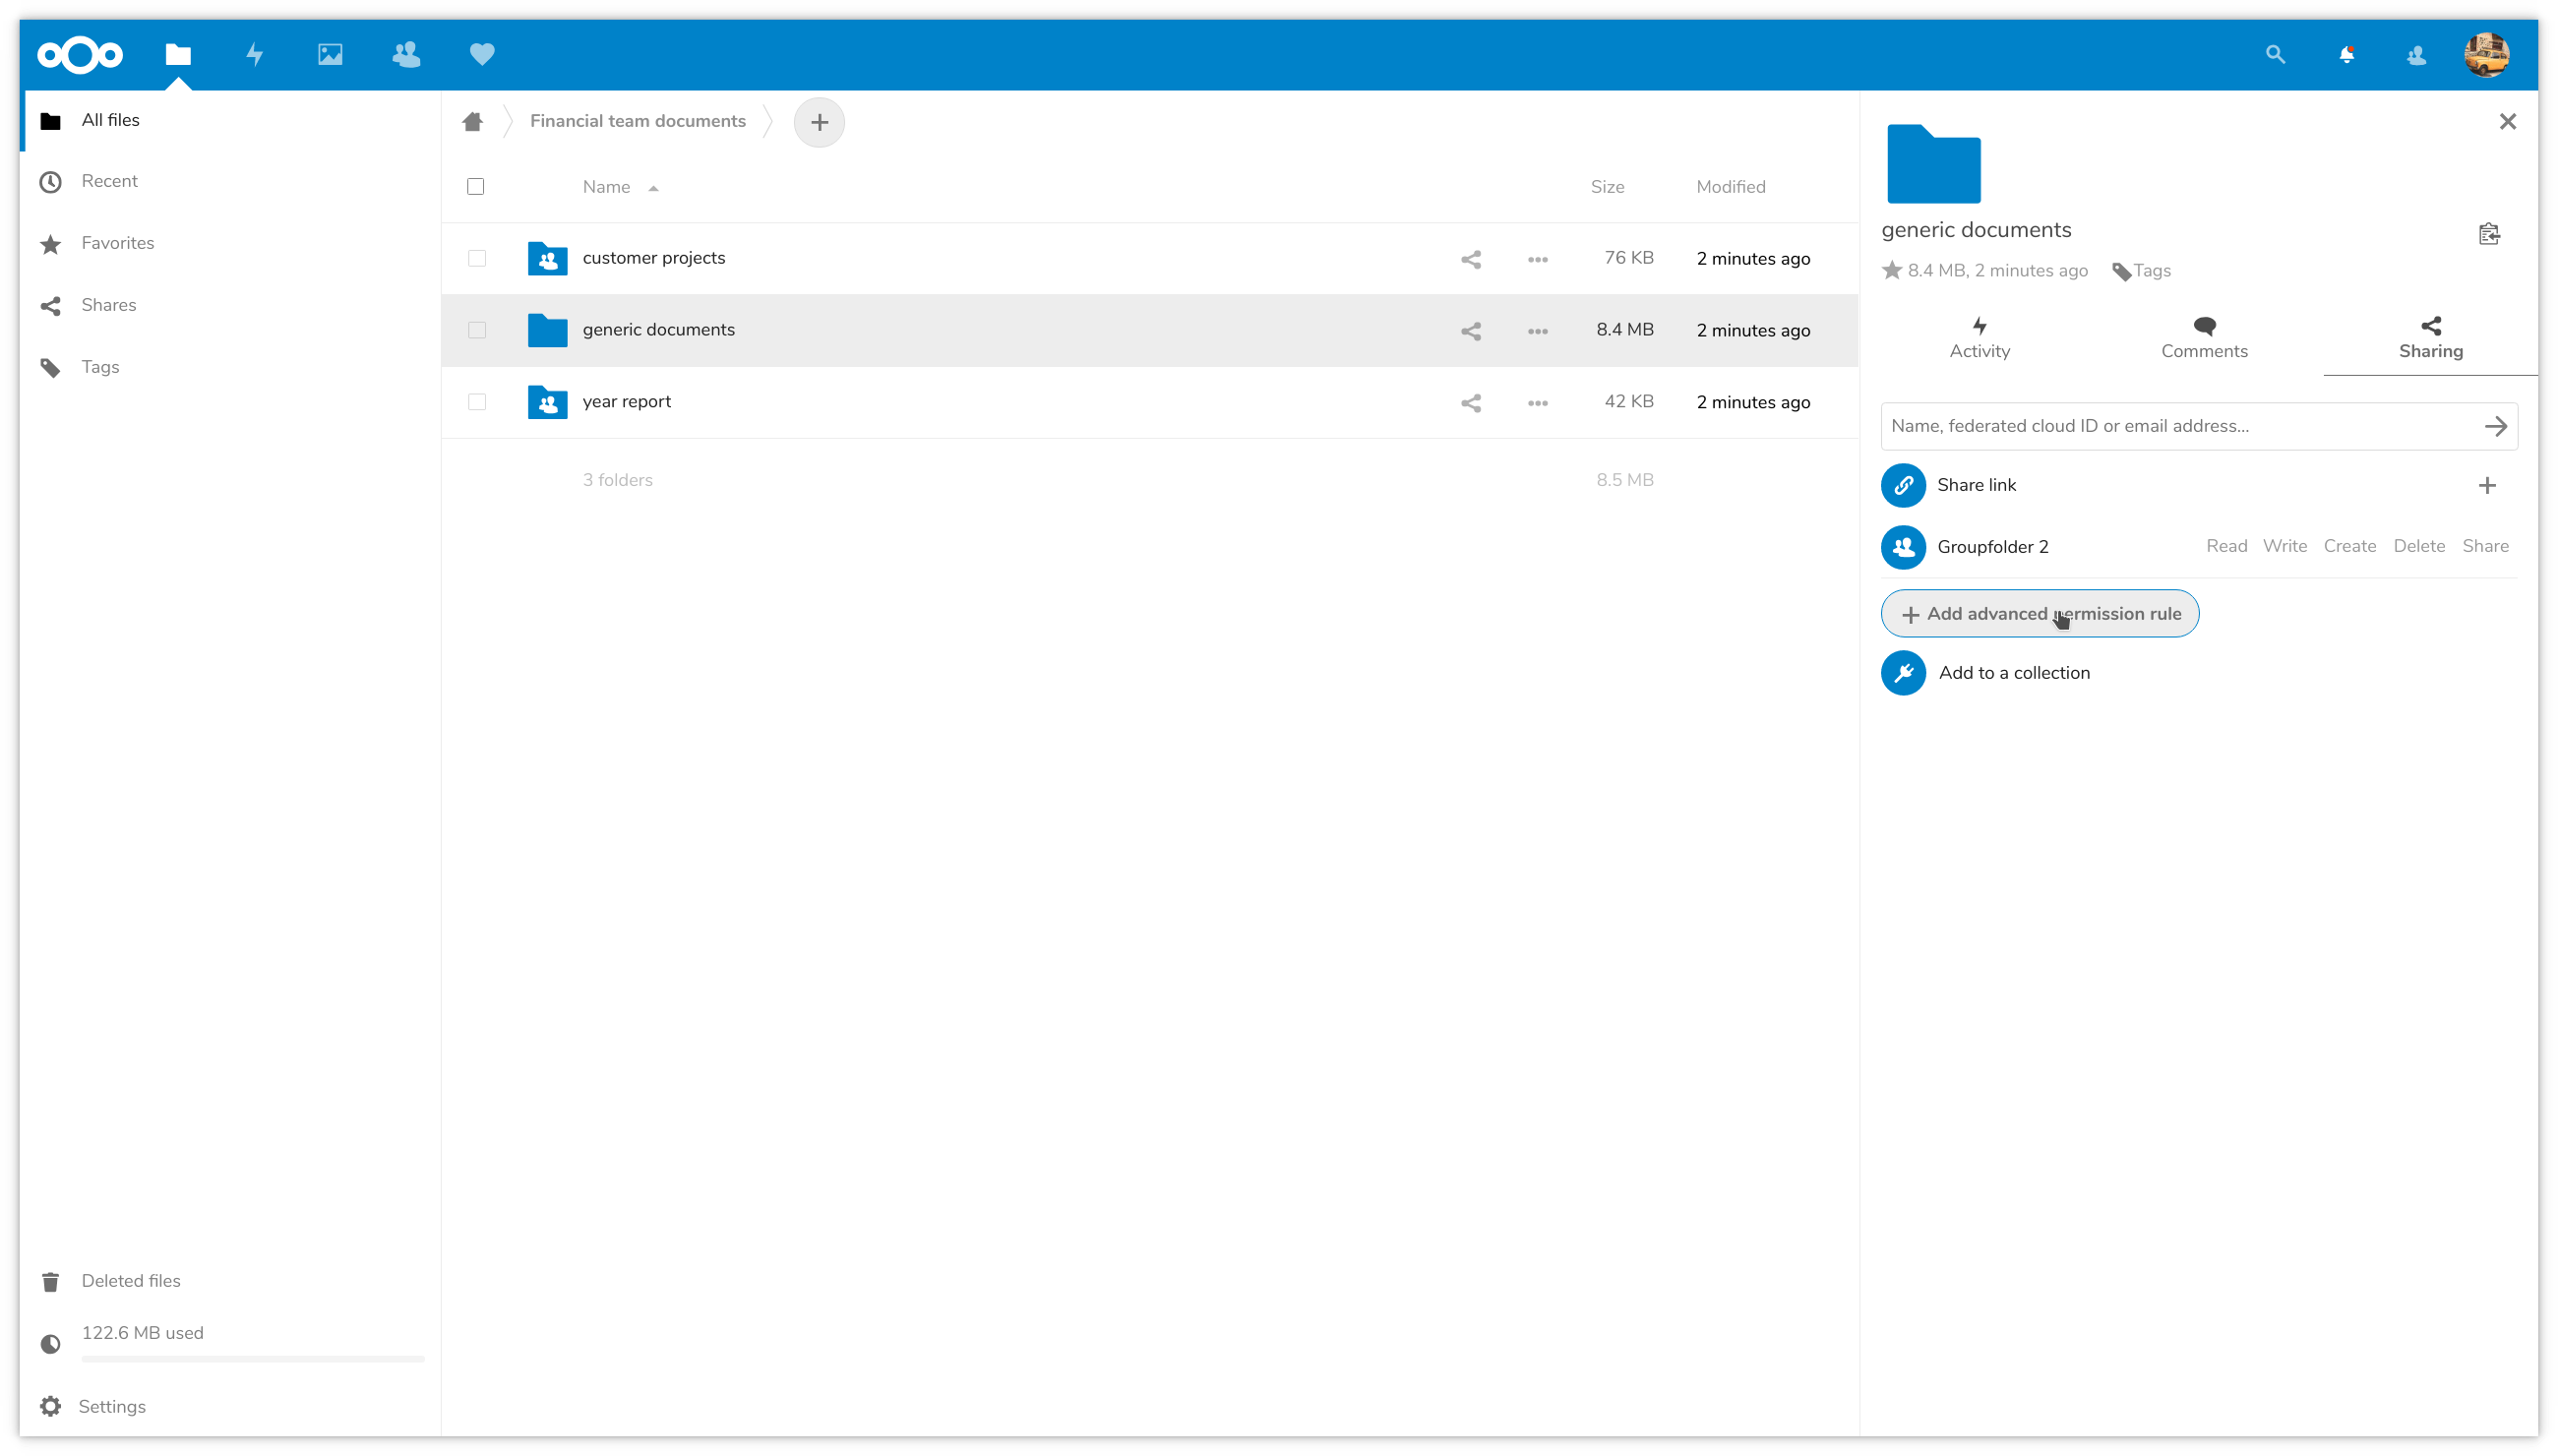 All files
Recent
Favorites
Shares
Tags
Deleted files
122.6 MB used
Settings
Financial team documents
Name Size Modified
customer projects 76 KB 2 minutes ago
generic documents 8.4 MB 2 minutes ago
year report 42 KB 2 minutes ago
3 folders 8.5 MB
generic documents
8.4 MB, 2 minutes ago Tags
Activity Comments Sharing
Name, federated cloud ID or email address...
Share link
Groupfolder 2 Read Write Create Delete Share
Add advanced permission rule
Add to a collection